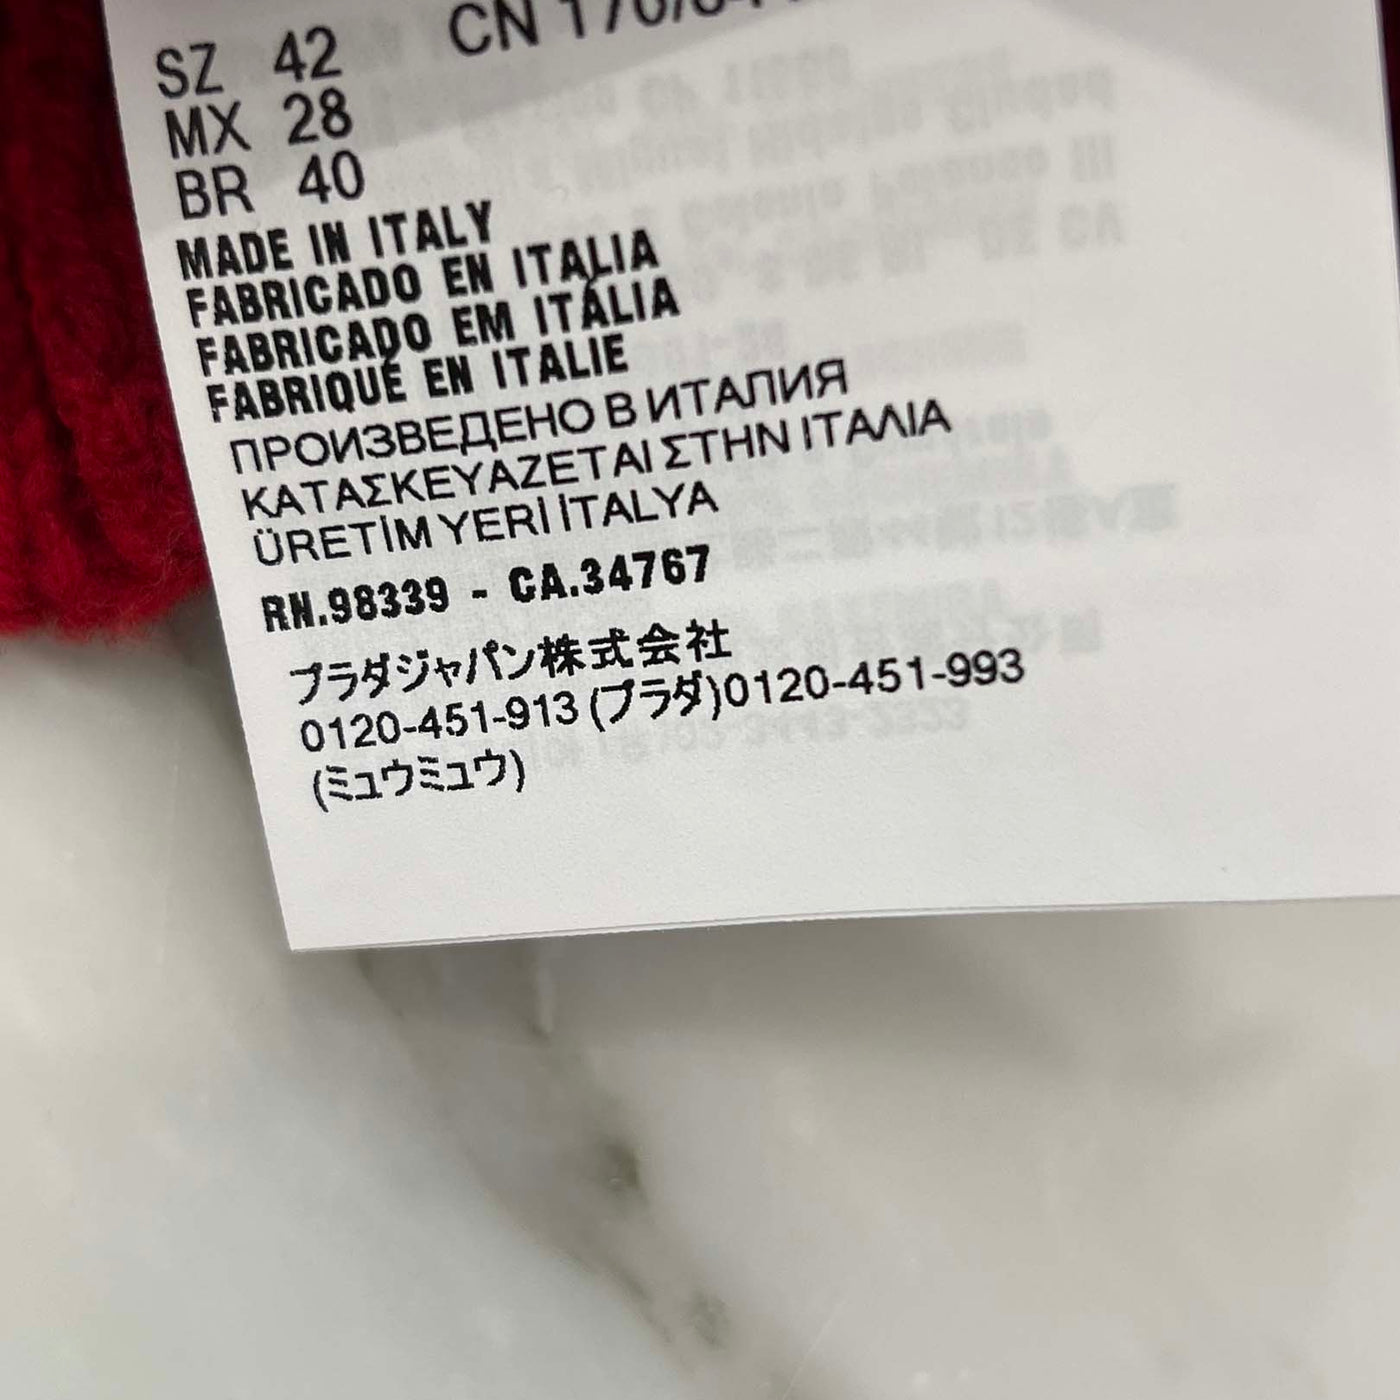 SZ 42 CN
MX 28
BR 40
MADE IN ITALY
FABRICADO EN ITALIA
FABRICADO EM ITÁLIA
FABRIQUÉ EN ITALIE
ПРОИЗВЕДЕНО В ИТАЛИЯ
ΚΑΤΑΣΚΕΥΑΖΕΤΑΙ ΣΤΗΝ ΙΤΑΛΙΑ
ÜRETİM YERİ İTALYA
RN.98339 - CA.34767
プラダジャパン株式会社
0120-451-913 (プラダ)0120-451-993
(ミュウミュウ)